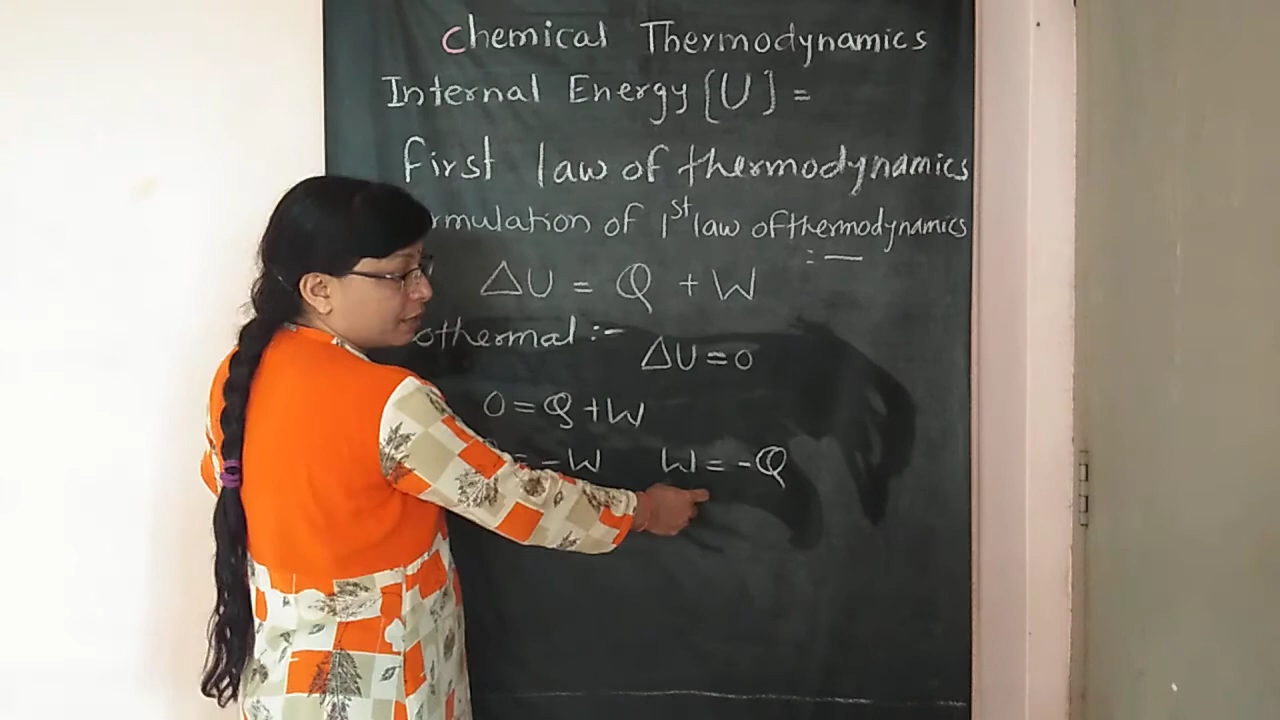 Chemical Thermodynamics
Internal Energy [U] =
First law of thermodynamics
rmulation of 1st law of thermodynamics :—
ΔU = Q + W
othermal :-
ΔU = 0
0 = Q + W
= -W W = -Q